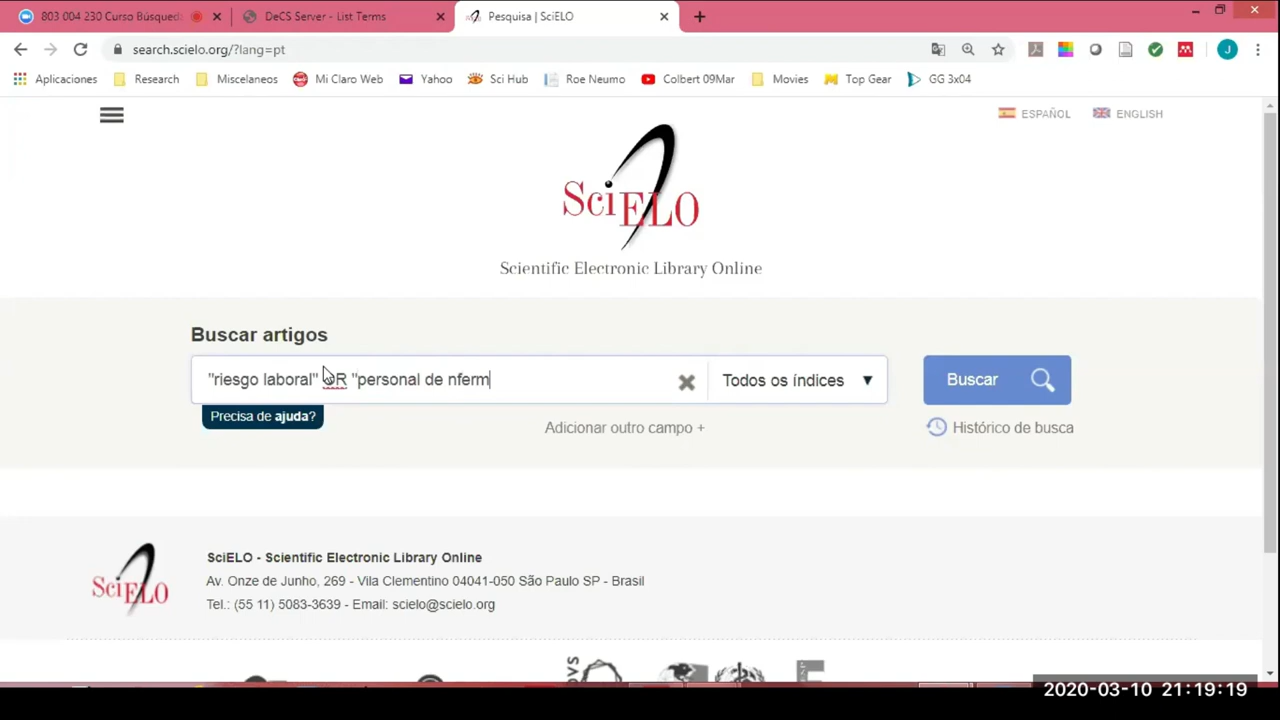 803 004 230 Curso Búsqueda
DeCS Server - List Terms
Pesquisa | SciELO
search.scielo.org/?lang=pt
J
Aplicaciones
Research
Miscelaneos
Mi Claro Web
Yahoo
Sci Hub
Roe Neumo
Colbert 09Mar
Movies
Top Gear
GG 3x04
ESPAÑOL
ENGLISH
SciELO
Scientific Electronic Library Online
Buscar artigos
"riesgo laboral" OR "personal de nferm
Todos os índices
Buscar
Precisa de ajuda?
Adicionar outro campo +
Histórico de busca
SciELO
SciELO - Scientific Electronic Library Online
Av. Onze de Junho, 269 - Vila Clementino 04041-050 São Paulo SP - Brasil
Tel.: (55 11) 5083-3639 - Email: scielo@scielo.org
2020-03-10 21:19:19